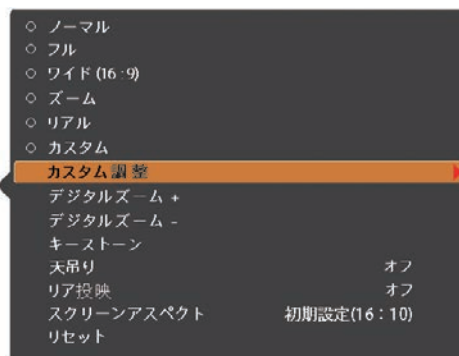 ノーマル
フル
ワイド(16:9)
ズーム
リアル
カスタム
カスタム調整
デジタルズーム +
デジタルズーム -
キーストーン
天吊り オフ
リア投映 オフ
スクリーンアスペクト 初期設定(16:10)
リセット